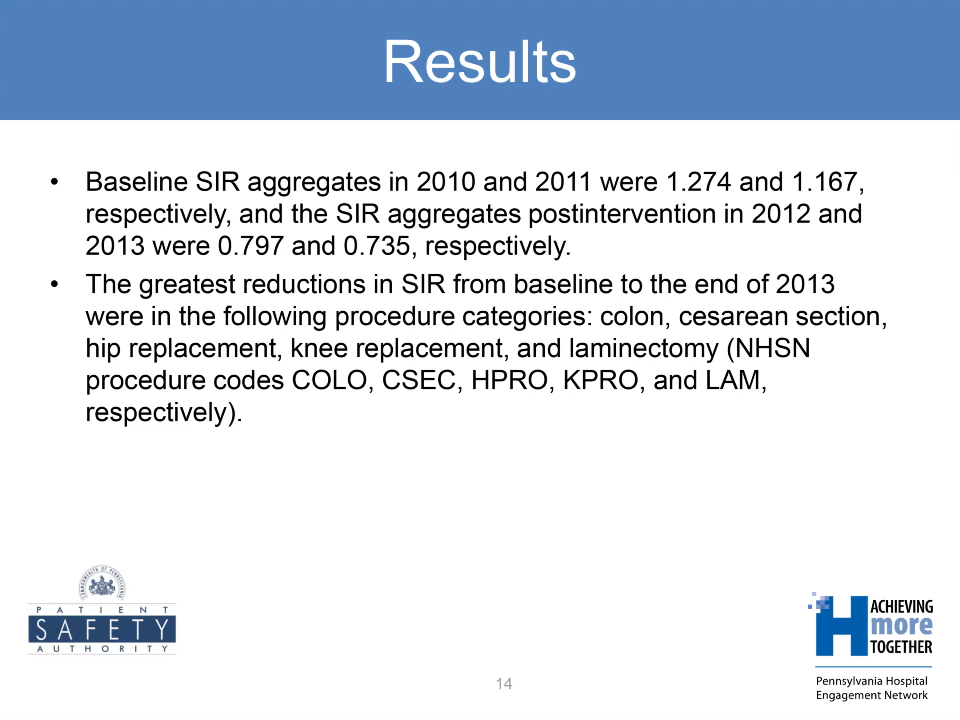 Results
• Baseline SIR aggregates in 2010 and 2011 were 1.274 and 1.167,
respectively, and the SIR aggregates postintervention in 2012 and
2013 were 0.797 and 0.735, respectively.
• The greatest reductions in SIR from baseline to the end of 2013
were in the following procedure categories: colon, cesarean section,
hip replacement, knee replacement, and laminectomy (NHSN
procedure codes COLO, CSEC, HPRO, KPRO, and LAM,
respectively).
COMMONWEALTH OF PENNSYLVANIA
PATIENT
SAFETY
AUTHORITY
14
H ACHIEVING
more
TOGETHER
Pennsylvania Hospital
Engagement Network